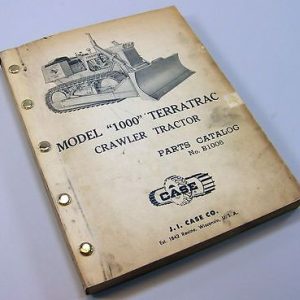 MODEL "1000" TERRATRAC
CRAWLER TRACTOR
PARTS CATALOG
No. B1006
CASE
J. I. CASE CO.
Est. 1842 Racine, Wisconsin, U.S.A.